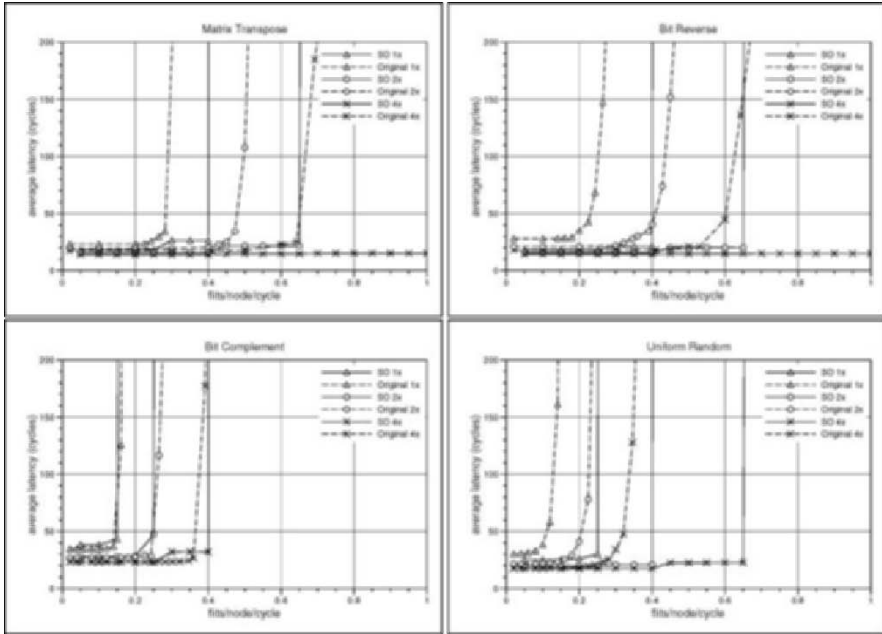 Matrix Transpose
200
150
100
50
0
average latency (cycles)
SO 1x
Original 1x
SO 2x
Original 2x
SO 4x
Original 4x
0 0.2 0.4 0.6 0.8 1
flits/node/cycle
Bit Reverse
200
150
100
50
0
average latency (cycles)
SO 1x
Original 1x
SO 2x
Original 2x
SO 4x
Original 4x
0 0.2 0.4 0.6 0.8 1
flits/node/cycle
Bit Complement
200
150
100
50
0
average latency (cycles)
SO 1x
Original 1x
SO 2x
Original 2x
SO 4x
Original 4x
0 0.2 0.4 0.6 0.8 1
flits/node/cycle
Uniform Random
200
150
100
50
0
average latency (cycles)
SO 1x
Original 1x
SO 2x
Original 2x
SO 4x
Original 4x
0 0.2 0.4 0.6 0.8 1
flits/node/cycle